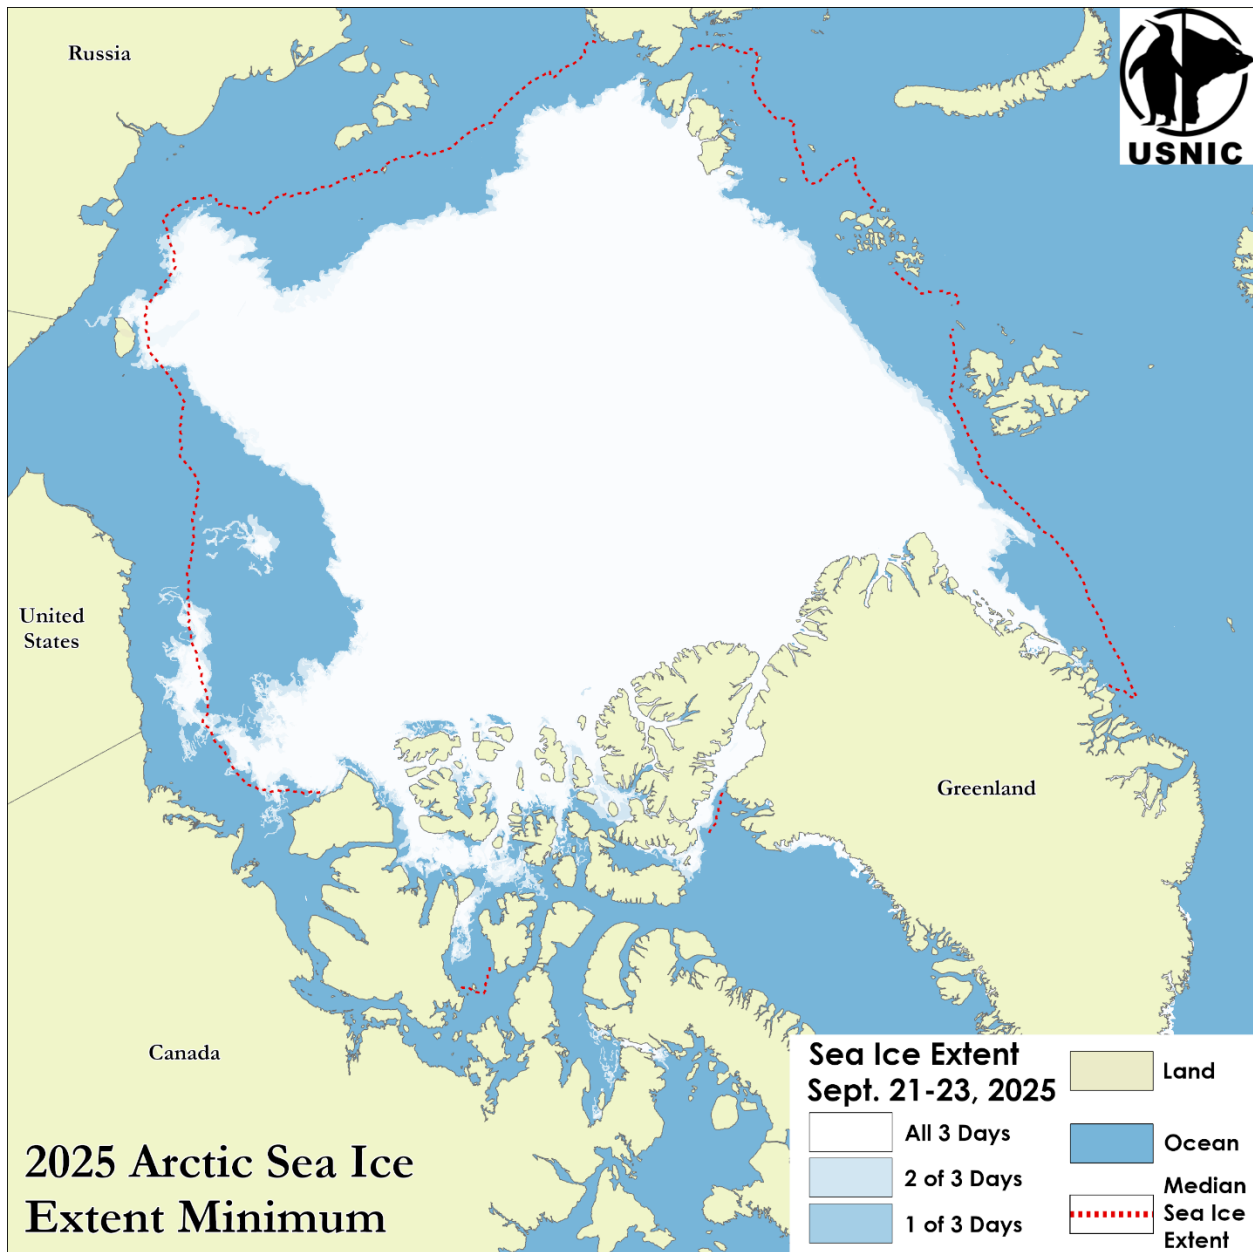 Russia
USNIC
United
States
Greenland
Canada
2025 Arctic Sea Ice
Extent Minimum
Sea Ice Extent
Sept. 21-23, 2025
All 3 Days
2 of 3 Days
1 of 3 Days
Land
Ocean
Median
Sea Ice
Extent